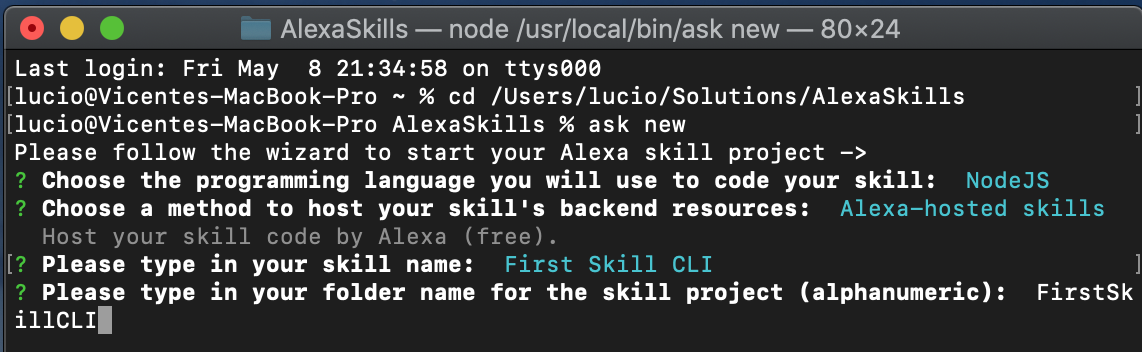 AlexaSkills — node /usr/local/bin/ask new — 80×24
Last login: Fri May  8 21:34:58 on ttys000
[lucio@Vicentes-MacBook-Pro ~ % cd /Users/lucio/Solutions/AlexaSkills ]
[lucio@Vicentes-MacBook-Pro AlexaSkills % ask new ]
Please follow the wizard to start your Alexa skill project ->
? Choose the programming language you will use to code your skill:  NodeJS
? Choose a method to host your skill's backend resources:  Alexa-hosted skills
  Host your skill code by Alexa (free).
[? Please type in your skill name:  First Skill CLI ]
? Please type in your folder name for the skill project (alphanumeric):  FirstSk
illCLI